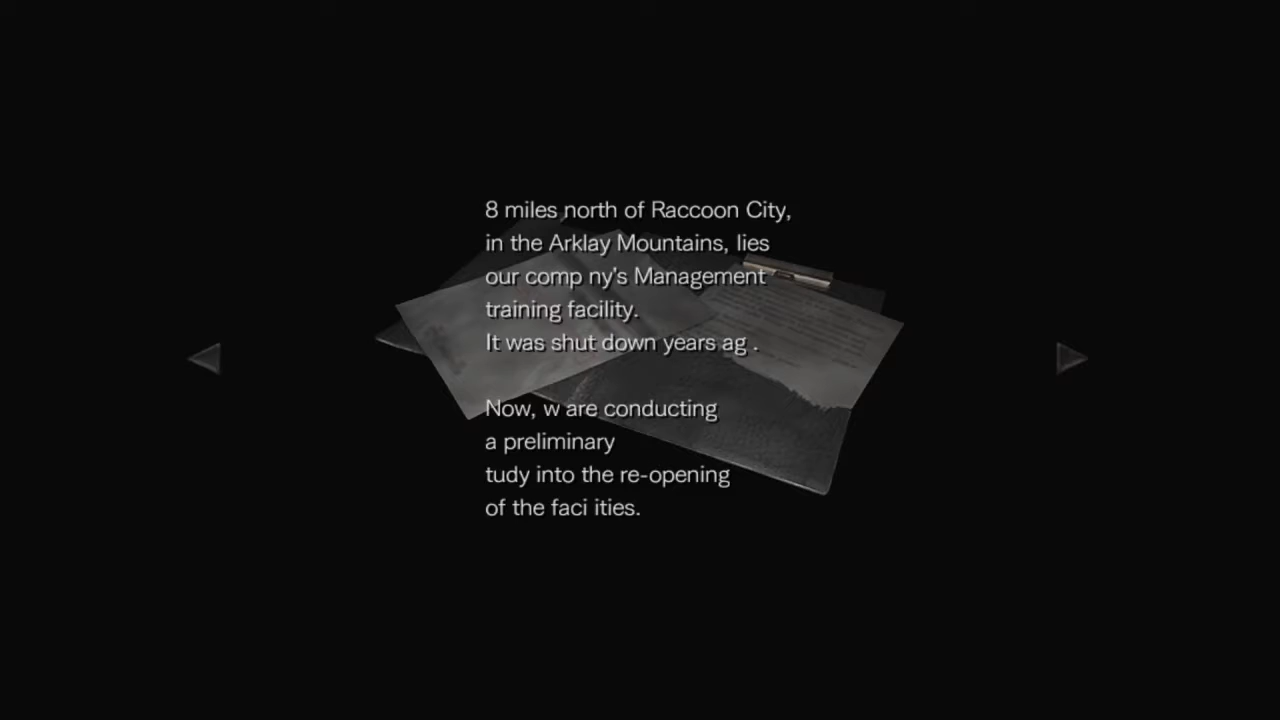 8 miles north of Raccoon City,
in the Arklay Mountains, lies
our comp ny's Management
training facility.
It was shut down years ag .
Now, w are conducting
a preliminary
tudy into the re-opening
of the faci ities.